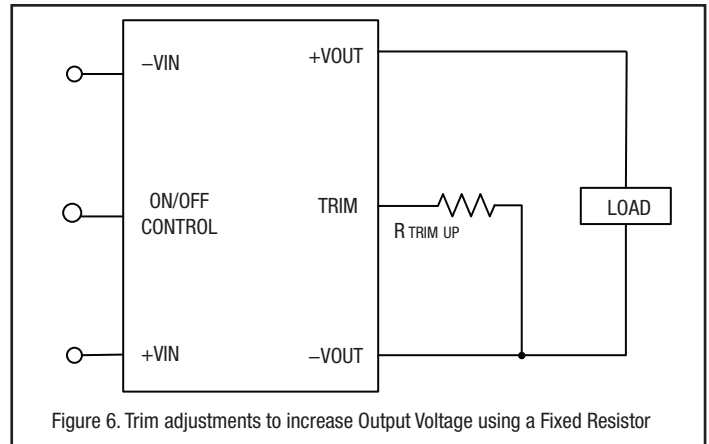 −VIN
+VOUT
ON/OFF
CONTROL
TRIM
R TRIM UP
LOAD
+VIN
−VOUT
Figure 6. Trim adjustments to increase Output Voltage using a Fixed Resistor